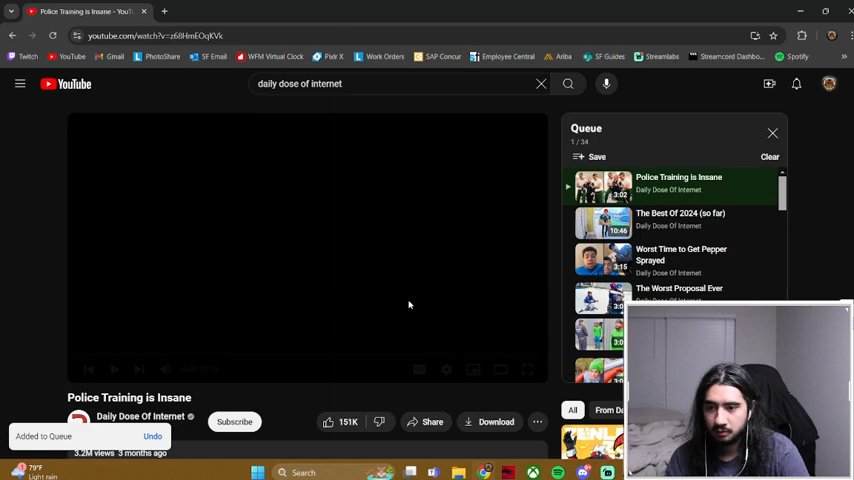 Police Training is Insane - YouT
youtube.com/watch?v=z68HmEOqKVk
Twitch
YouTube
Gmail
PhotoShare
SF Email
WFM Virtual Clock
Pixlr X
Work Orders
SAP Concur
Employee Central
Ariba
SF Guides
Streamlabs
Streamcord Dashbo...
Spotify
YouTube
daily dose of internet
Queue
1 / 34
Save
Clear
Police Training is Insane
Daily Dose Of Internet
3:02
The Best Of 2024 (so far)
Daily Dose Of Internet
10:46
Worst Time to Get Pepper
Sprayed
Daily Dose Of Internet
3:15
The Worst Proposal Ever
Police Training is Insane
Daily Dose Of Internet
Subscribe
151K
Share
Download
All
Added to Queue
Undo
3.2M views 3 months ago
79°F
Light rain
Search